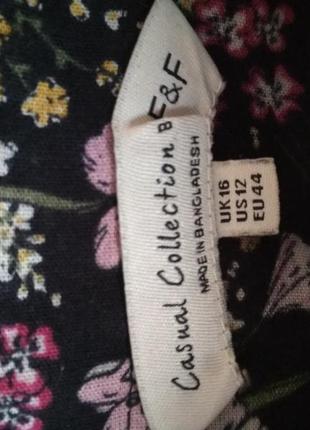 Casual Collection B F&F
MADE IN BANGLADESH
UK 16
US 12
EU 44